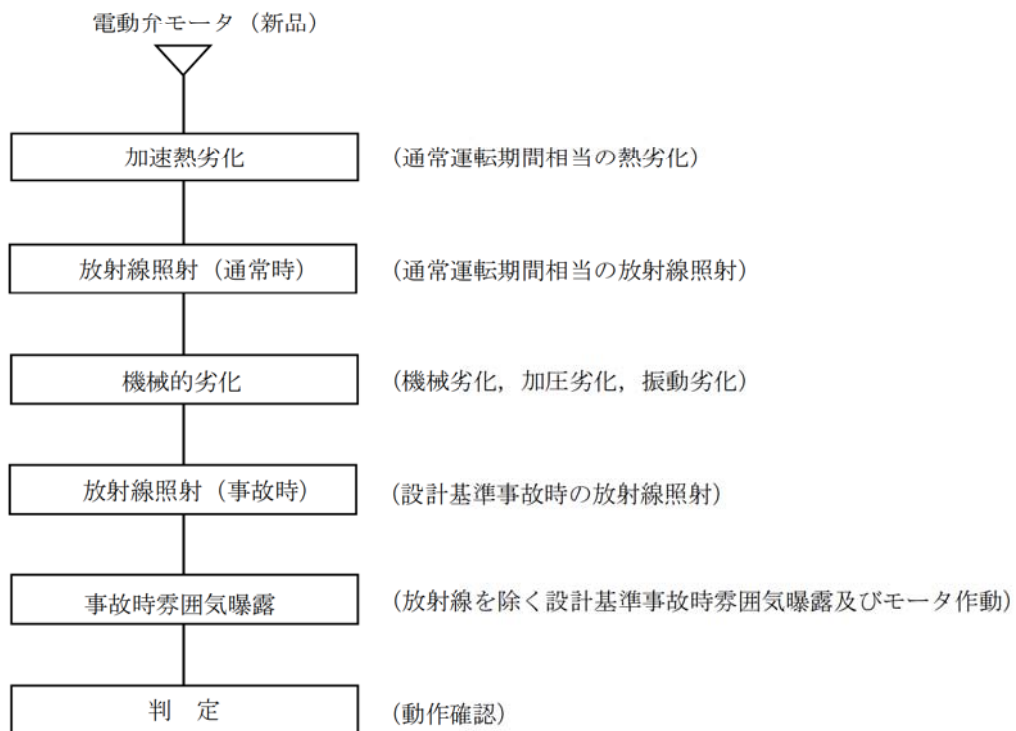 電動弁モータ（新品）
加速熱劣化　（通常運転期間相当の熱劣化）
放射線照射（通常時）　（通常運転期間相当の放射線照射）
機械的劣化　（機械劣化，加圧劣化，振動劣化）
放射線照射（事故時）　（設計基準事故時の放射線照射）
事故時雰囲気曝露　（放射線を除く設計基準事故時雰囲気曝露及びモータ作動）
判　定　（動作確認）